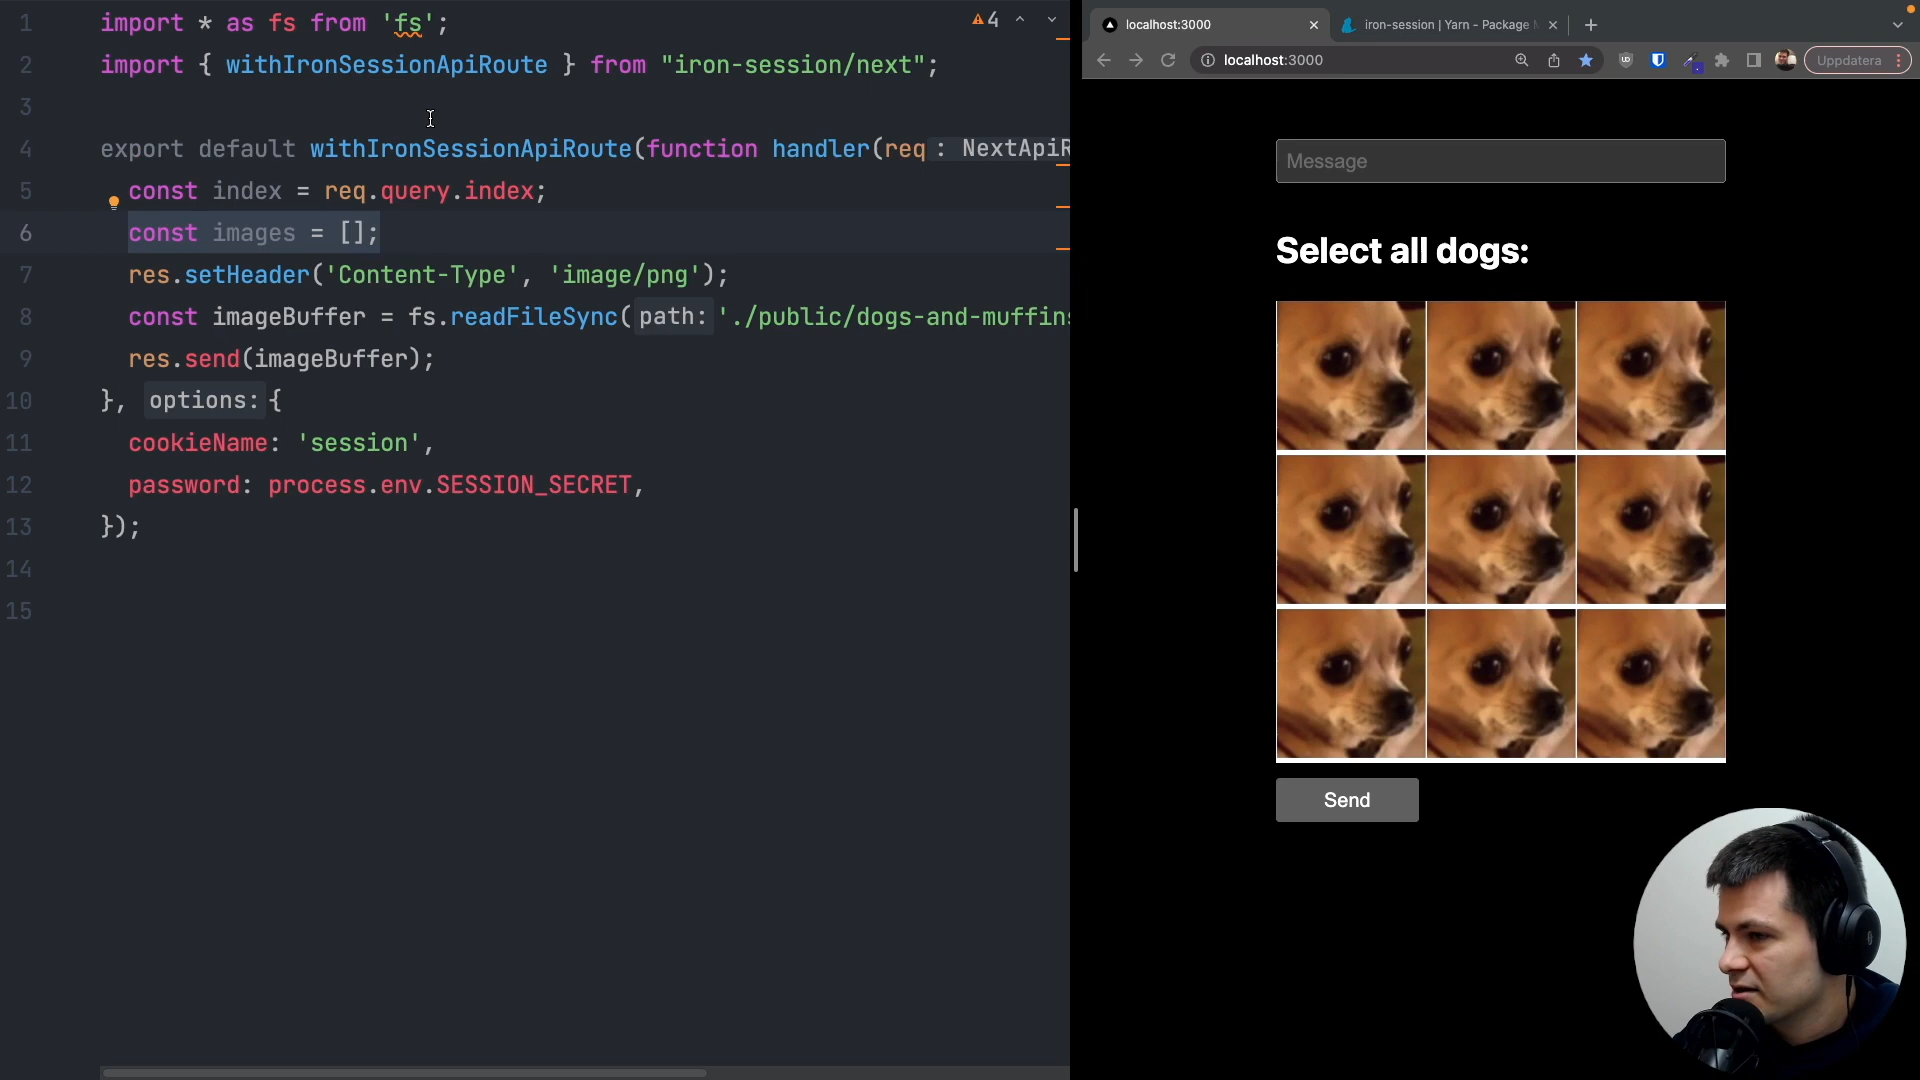 1 import * as fs from 'fs';
2 import { withIronSessionApiRoute } from "iron-session/next";
3
4 export default withIronSessionApiRoute(function handler(req : NextApiR
5 const index = req.query.index;
6 const images = [];
7 res.setHeader('Content-Type', 'image/png');
8 const imageBuffer = fs.readFileSync( path: './public/dogs-and-muffins
9 res.send(imageBuffer);
10 }, options: {
11 cookieName: 'session',
12 password: process.env.SESSION_SECRET,
13 });
14
15
4
localhost:3000
iron-session | Yarn - Package M
localhost:3000
Uppdatera
Message
Select all dogs:
Send